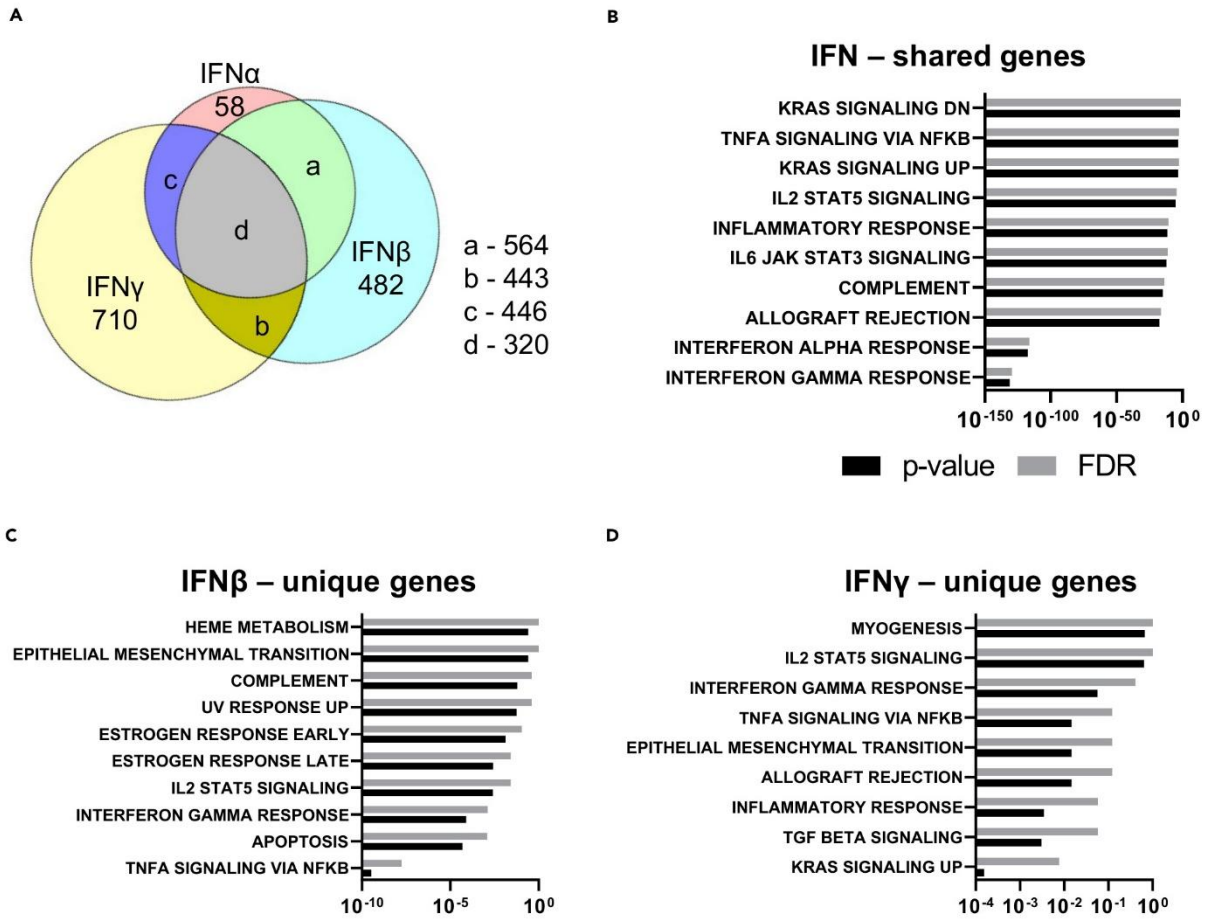 A
IFNα
58
a
c
d
IFNβ
482
IFNγ
710
b
a - 564
b - 443
c - 446
d - 320
B
IFN – shared genes
KRAS SIGNALING DN
TNFA SIGNALING VIA NFKB
KRAS SIGNALING UP
IL2 STAT5 SIGNALING
INFLAMMATORY RESPONSE
IL6 JAK STAT3 SIGNALING
COMPLEMENT
ALLOGRAFT REJECTION
INTERFERON ALPHA RESPONSE
INTERFERON GAMMA RESPONSE
10⁻¹⁵⁰ 10⁻¹⁰⁰ 10⁻⁵⁰ 10⁰
p-value FDR
C
IFNβ – unique genes
HEME METABOLISM
EPITHELIAL MESENCHYMAL TRANSITION
COMPLEMENT
UV RESPONSE UP
ESTROGEN RESPONSE EARLY
ESTROGEN RESPONSE LATE
IL2 STAT5 SIGNALING
INTERFERON GAMMA RESPONSE
APOPTOSIS
TNFA SIGNALING VIA NFKB
10⁻¹⁰ 10⁻⁵ 10⁰
D
IFNγ – unique genes
MYOGENESIS
IL2 STAT5 SIGNALING
INTERFERON GAMMA RESPONSE
TNFA SIGNALING VIA NFKB
EPITHELIAL MESENCHYMAL TRANSITION
ALLOGRAFT REJECTION
INFLAMMATORY RESPONSE
TGF BETA SIGNALING
KRAS SIGNALING UP
10⁻⁴ 10⁻³ 10⁻² 10⁻¹ 10⁰